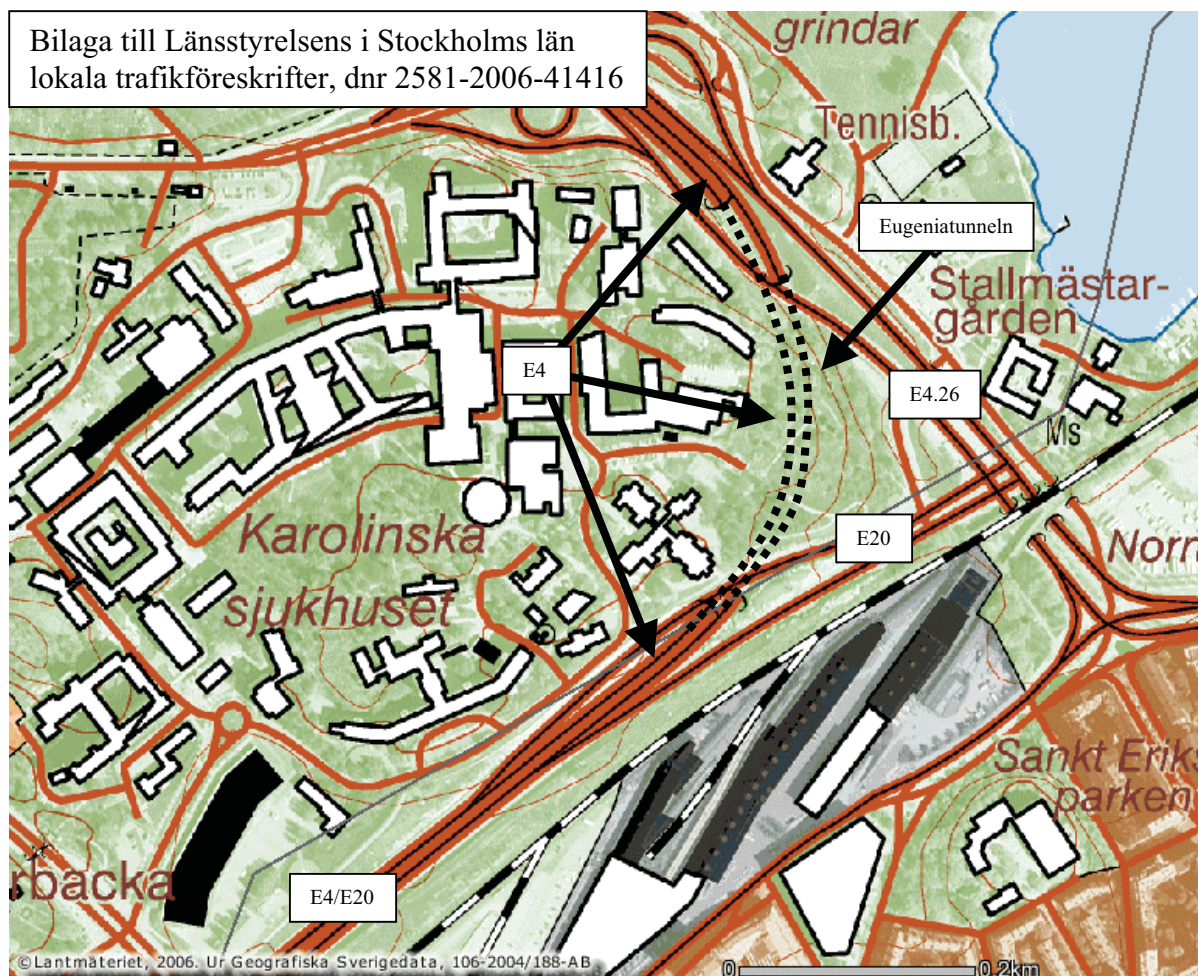 Bilaga till Länsstyrelsens i Stockholms län
lokala trafikföreskrifter, dnr 2581-2006-41416
grindar
Tennisb.
Eugeniatunneln
Stallmästar-
gården
E4
E4.26
Ms
E20
Norr
Karolinska
sjukhuset
Sankt Eriks
parken
rbacka
E4/E20
©Lantmäteriet, 2006. Ur Geografiska Sverigedata, 106-2004/188-AB
0 0.2km